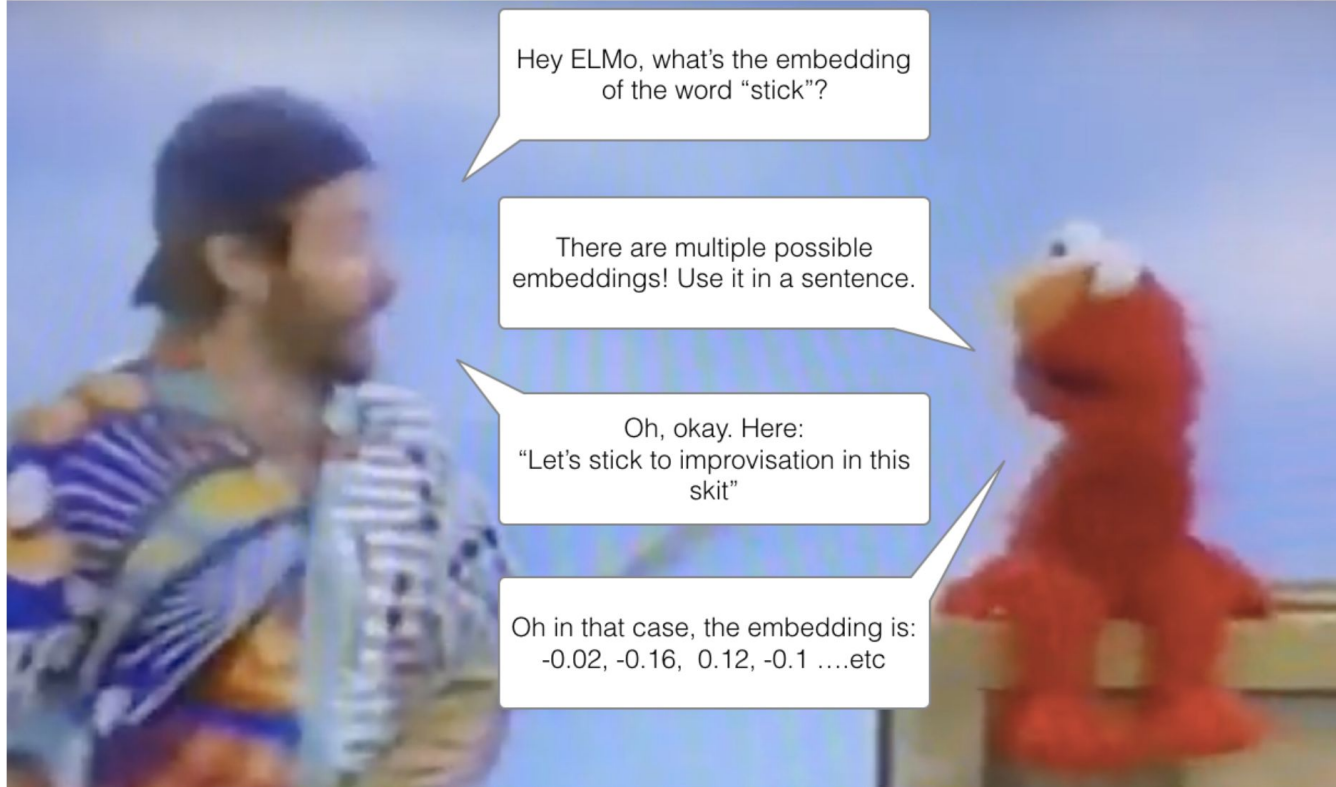 Hey ELMo, what's the embedding
of the word “stick”?
There are multiple possible
embeddings! Use it in a sentence.
Oh, okay. Here:
“Let's stick to improvisation in this
skit”
Oh in that case, the embedding is:
-0.02, -0.16, 0.12, -0.1 ….etc